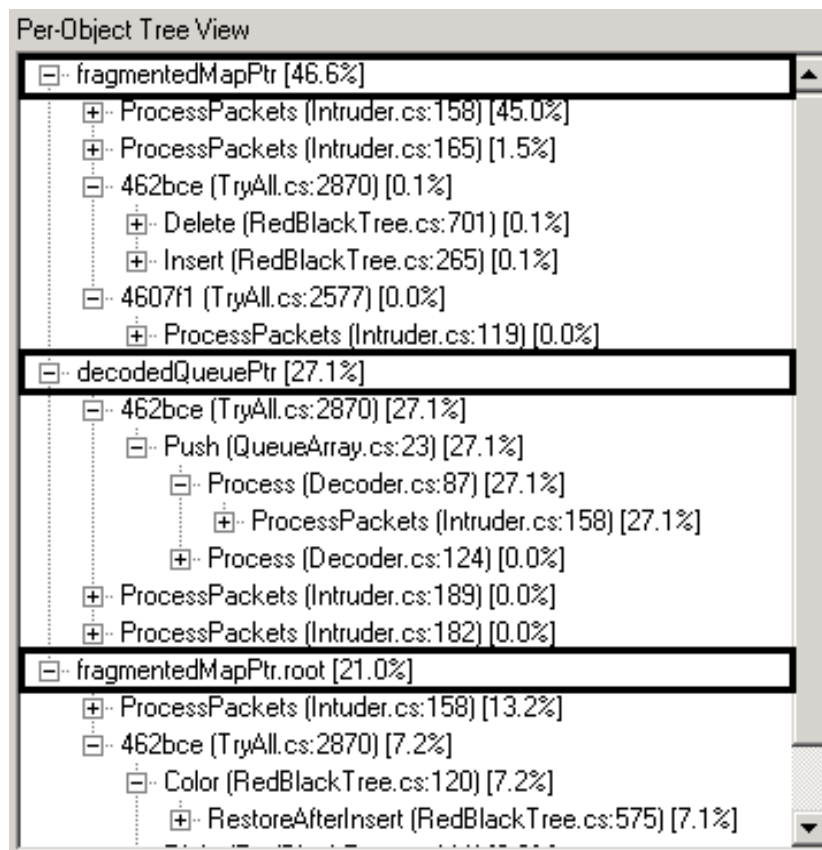 Per-Object Tree View
fragmentedMapPtr [46.6%]
ProcessPackets (Intruder.cs:158) [45.0%]
ProcessPackets (Intruder.cs:165) [1.5%]
462bce (TryAll.cs:2870) [0.1%]
Delete (RedBlackTree.cs:701) [0.1%]
Insert (RedBlackTree.cs:265) [0.1%]
4607f1 (TryAll.cs:2577) [0.0%]
ProcessPackets (Intruder.cs:119) [0.0%]
decodedQueuePtr [27.1%]
462bce (TryAll.cs:2870) [27.1%]
Push (QueueArray.cs:23) [27.1%]
Process (Decoder.cs:87) [27.1%]
ProcessPackets (Intruder.cs:158) [27.1%]
Process (Decoder.cs:124) [0.0%]
ProcessPackets (Intruder.cs:189) [0.0%]
ProcessPackets (Intruder.cs:182) [0.0%]
fragmentedMapPtr.root [21.0%]
ProcessPackets (Intuder.cs:158) [13.2%]
462bce (TryAll.cs:2870) [7.2%]
Color (RedBlackTree.cs:120) [7.2%]
RestoreAfterInsert (RedBlackTree.cs:575) [7.1%]